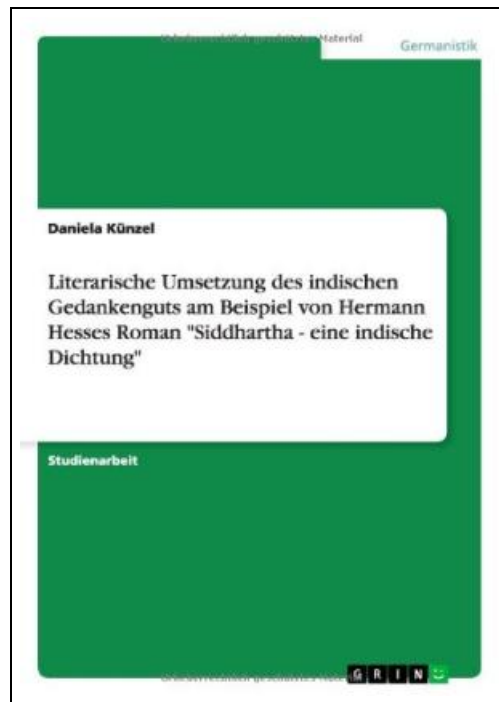 Material
Germanistik
Daniela Künzel
Literarische Umsetzung des indischen
Gedankenguts am Beispiel von Hermann
Hesses Roman "Siddhartha - eine indische
Dichtung"
Studienarbeit
G R I N